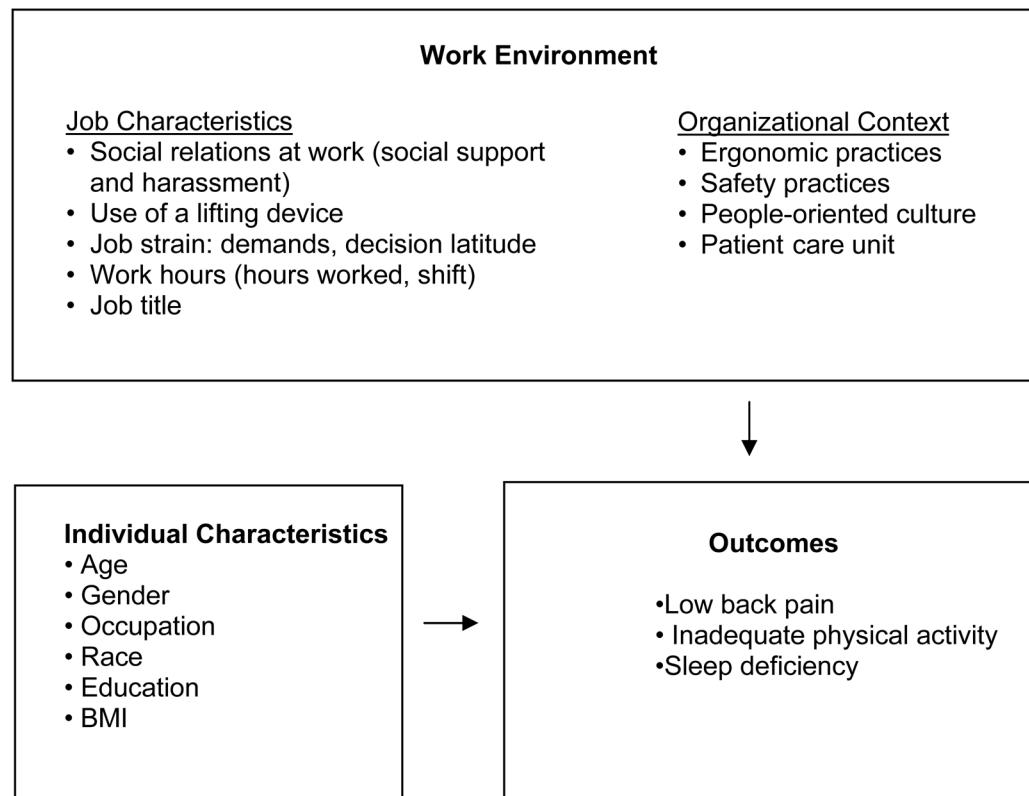 Work Environment
Job Characteristics
• Social relations at work (social support
and harassment)
• Use of a lifting device
• Job strain: demands, decision latitude
• Work hours (hours worked, shift)
• Job title
Organizational Context
• Ergonomic practices
• Safety practices
• People-oriented culture
• Patient care unit
Individual Characteristics
• Age
• Gender
• Occupation
• Race
• Education
• BMI
Outcomes
•Low back pain
• Inadequate physical activity
•Sleep deficiency